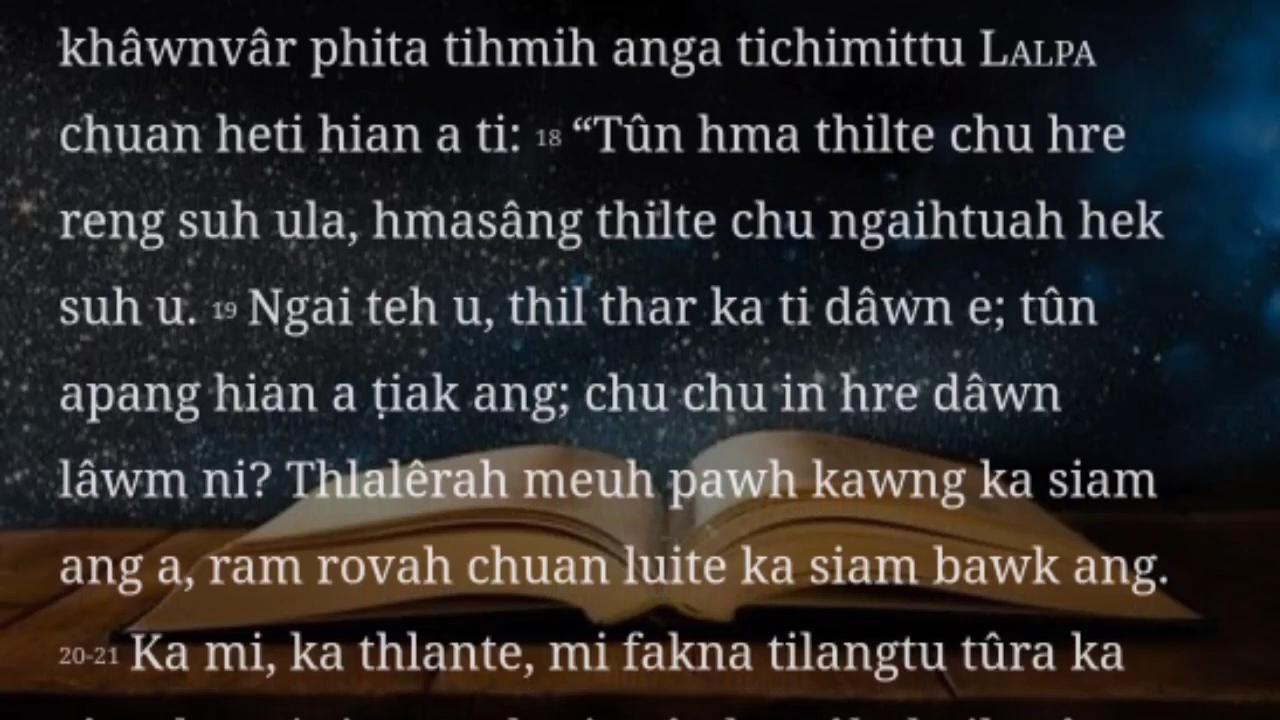 khâwnvâr phita tihmih anga tichimittu LALPA
chuan heti hian a ti: 18 “Tûn hma thilte chu hre
reng suh ula, hmasâng thilte chu ngaihtuah hek
suh u. 19 Ngai teh u, thil thar ka ti dâwn e; tûn
apang hian a ṭiak ang; chu chu in hre dâwn
lâwm ni? Thlalêrah meuh pawh kawng ka siam
ang a, ram rovah chuan luite ka siam bawk ang.
20-21 Ka mi, ka thlante, mi fakna tilangtu tûra ka